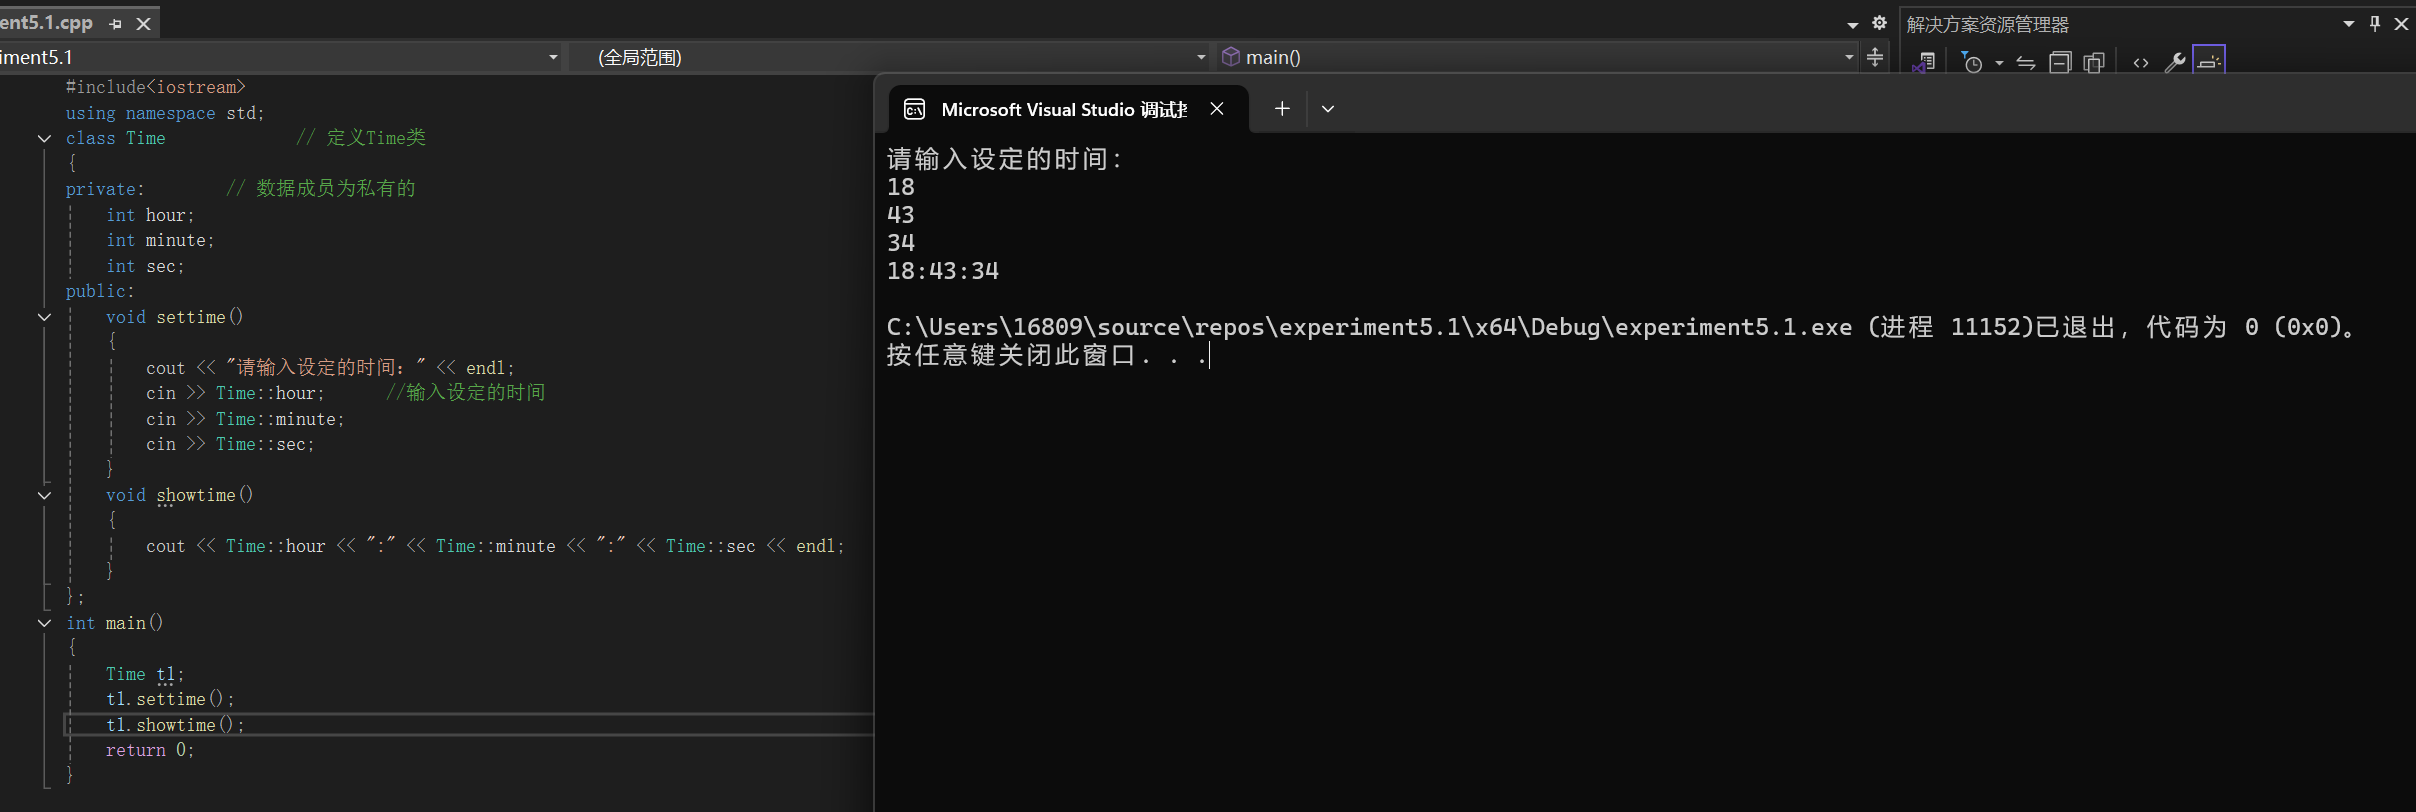 ent5.1.cpp
解决方案资源管理器
iment5.1
(全局范围)
main()
#include<iostream>
using namespace std;
class Time // 定义Time类
{
private: // 数据成员为私有的
int hour;
int minute;
int sec;
public:
void settime()
{
cout << "请输入设定的时间：" << endl;
cin >> Time::hour; //输入设定的时间
cin >> Time::minute;
cin >> Time::sec;
}
void showtime()
{
cout << Time::hour << ":" << Time::minute << ":" << Time::sec << endl;
}
};
int main()
{
Time tl;
tl.settime();
tl.showtime();
return 0;
}
Microsoft Visual Studio 调试
请输入设定的时间：
18
43
34
18:43:34
C:\Users\16809\source\repos\experiment5.1\x64\Debug\experiment5.1.exe (进程 11152)已退出，代码为 0 (0x0)。
按任意键关闭此窗口. . .